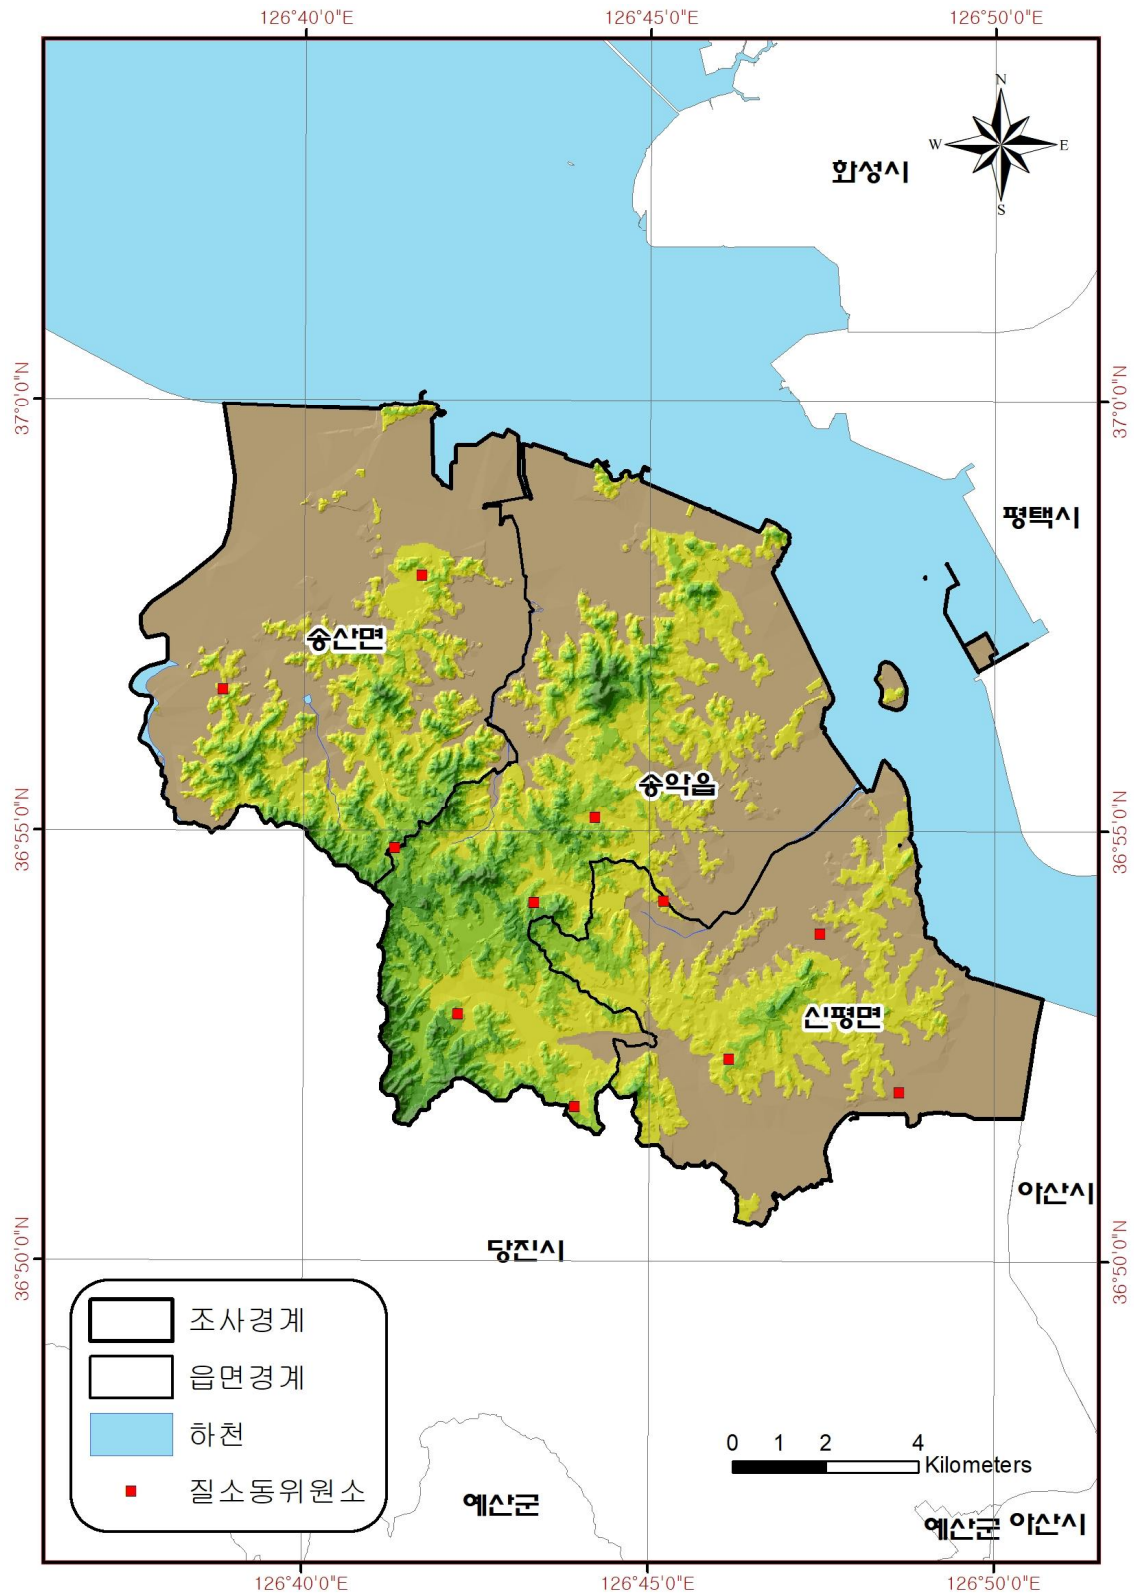 126°40'0"E
126°45'0"E
126°50'0"E
N
W
E
S
화성시
37°0'0"N
37°0'0"N
평택시
송산면
송악읍
36°55'0"N
36°55'0"N
신평면
아산시
당진시
36°50'0"N
36°50'0"N
조사경계
읍면경계
하천
질소동위원소
0 1 2 4
Kilometers
예산군
예산군
아산시
126°40'0"E
126°45'0"E
126°50'0"E